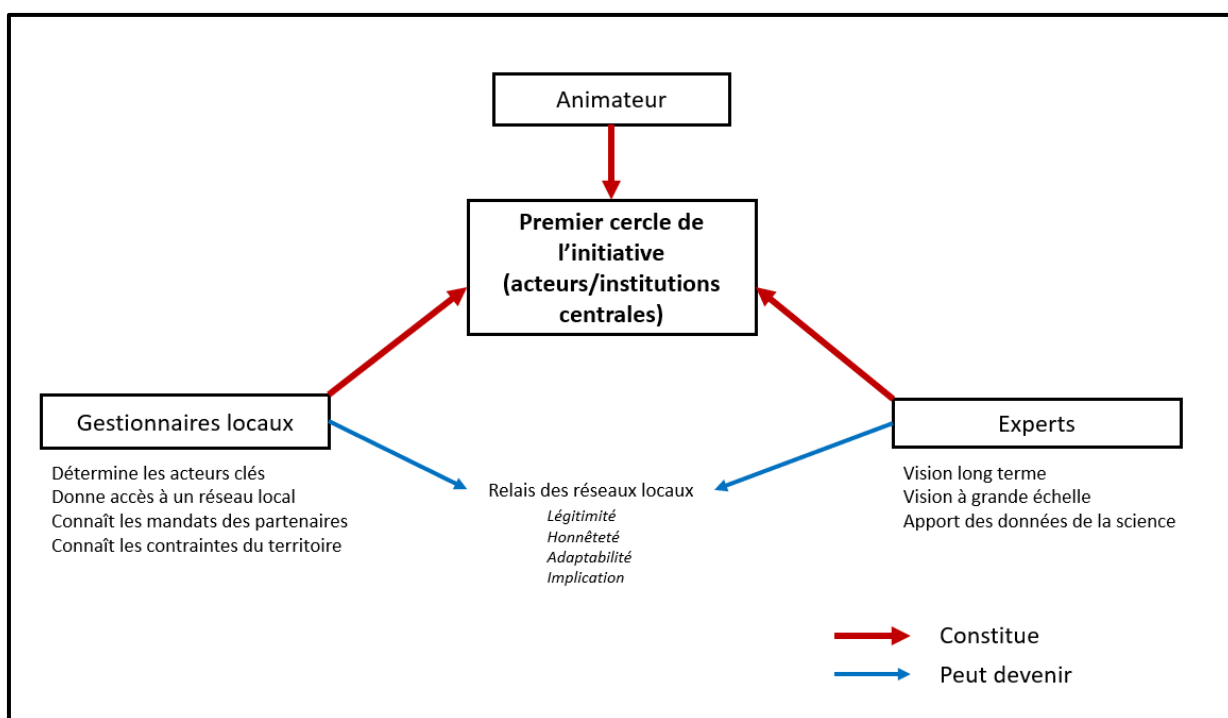 Animateur
Premier cercle de
l’initiative
(acteurs/institutions
centrales)
Gestionnaires locaux
Détermine les acteurs clés
Donne accès à un réseau local
Connaît les mandats des partenaires
Connaît les contraintes du territoire
Relais des réseaux locaux
Légitimité
Honnêteté
Adaptabilité
Implication
Experts
Vision long terme
Vision à grande échelle
Apport des données de la science
Constitue
Peut devenir